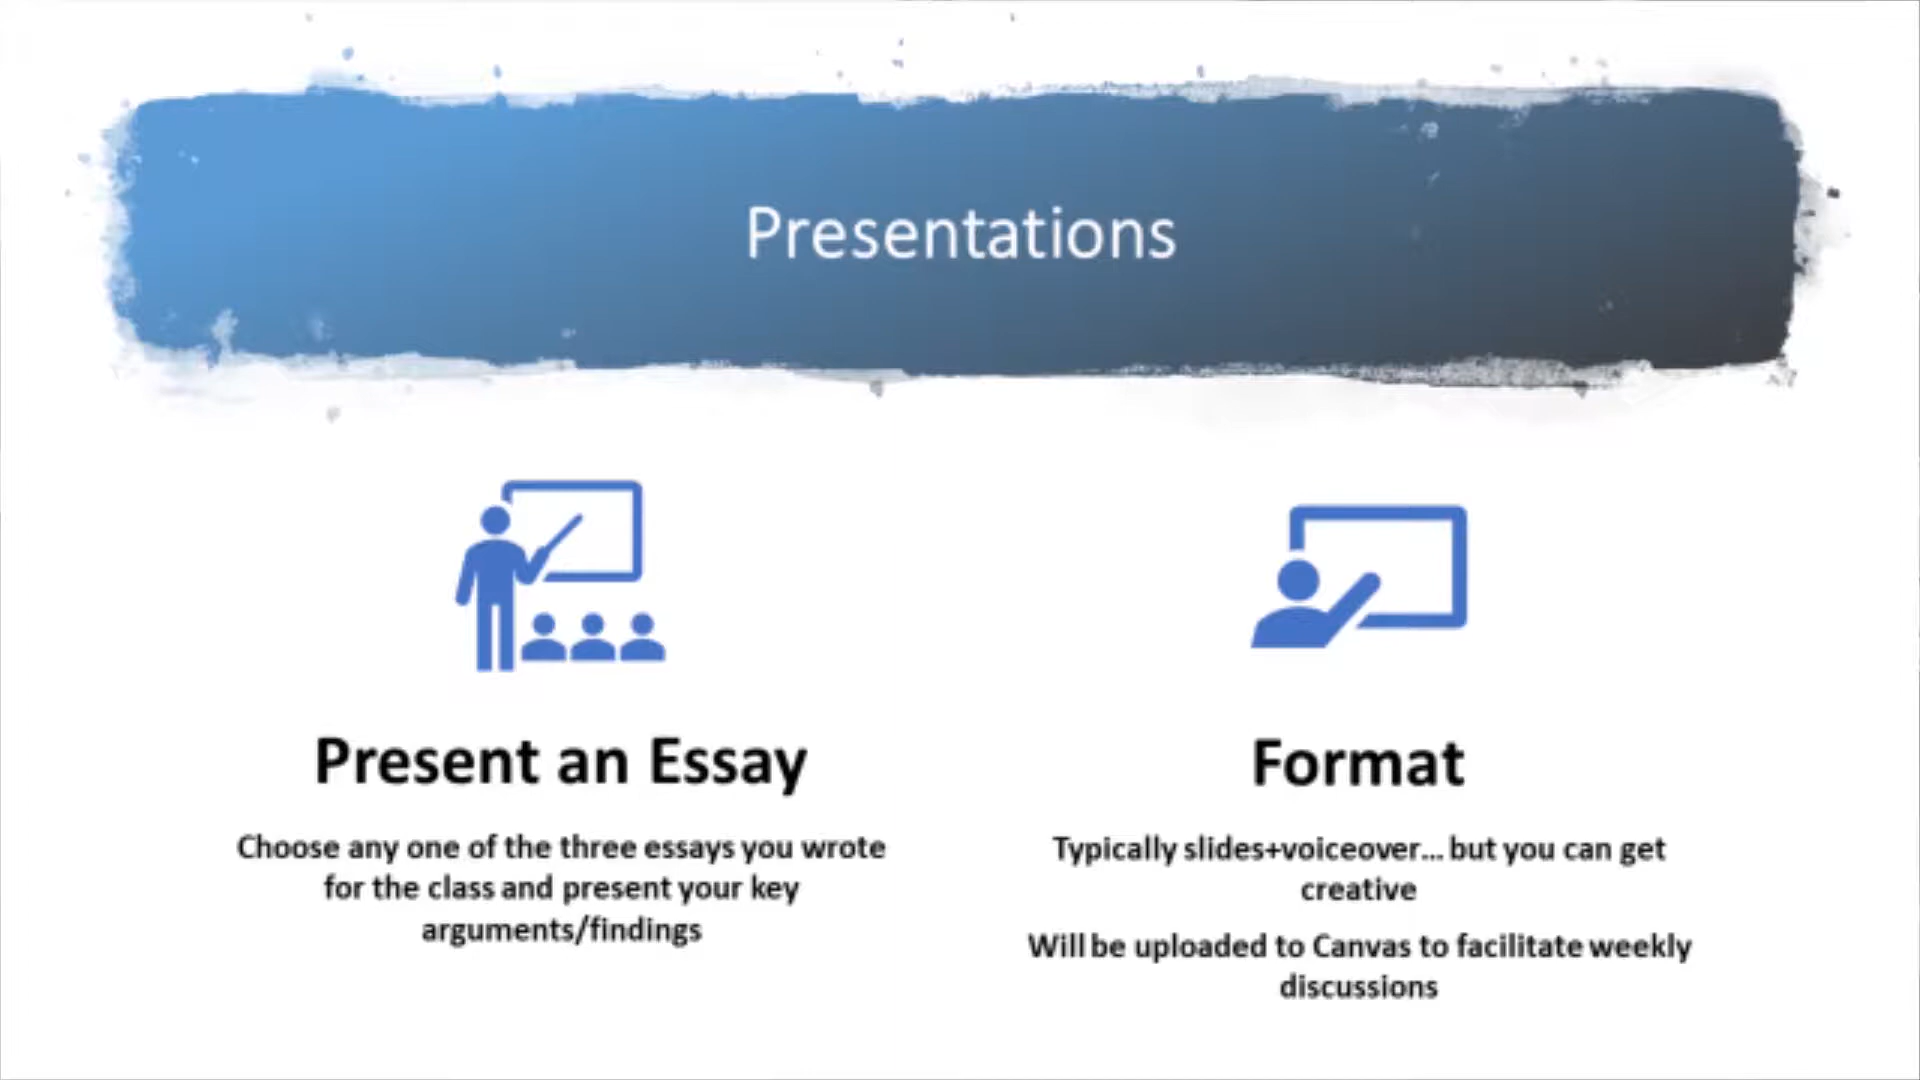 Presentations
Present an Essay
Choose any one of the three essays you wrote
for the class and present your key
arguments/findings
Format
Typically slides+voiceover... but you can get
creative
Will be uploaded to Canvas to facilitate weekly
discussions